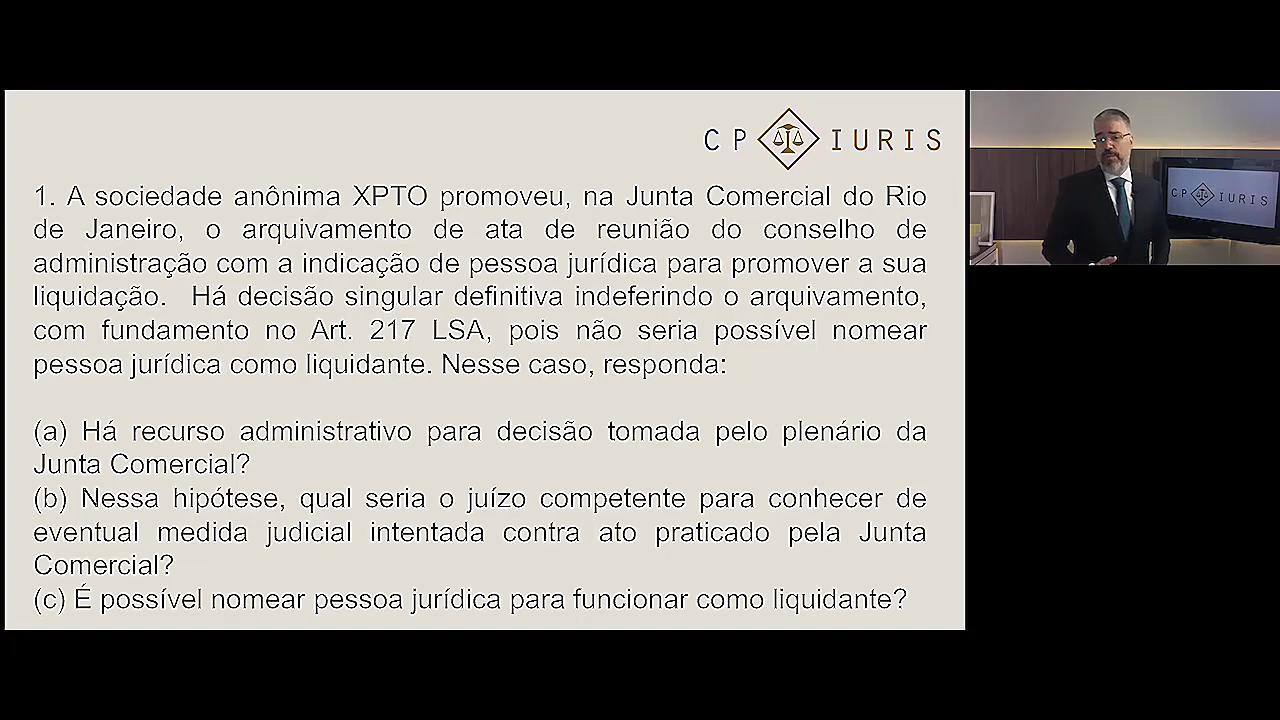 CP IURIS
1. A sociedade anônima XPTO promoveu, na Junta Comercial do Rio
de Janeiro, o arquivamento de ata de reunião do conselho de
administração com a indicação de pessoa jurídica para promover a sua
liquidação. Há decisão singular definitiva indeferindo o arquivamento,
com fundamento no Art. 217 LSA, pois não seria possível nomear
pessoa jurídica como liquidante. Nesse caso, responda:
(a) Há recurso administrativo para decisão tomada pelo plenário da
Junta Comercial?
(b) Nessa hipótese, qual seria o juízo competente para conhecer de
eventual medida judicial intentada contra ato praticado pela Junta
Comercial?
(c) É possível nomear pessoa jurídica para funcionar como liquidante?
CP IURIS